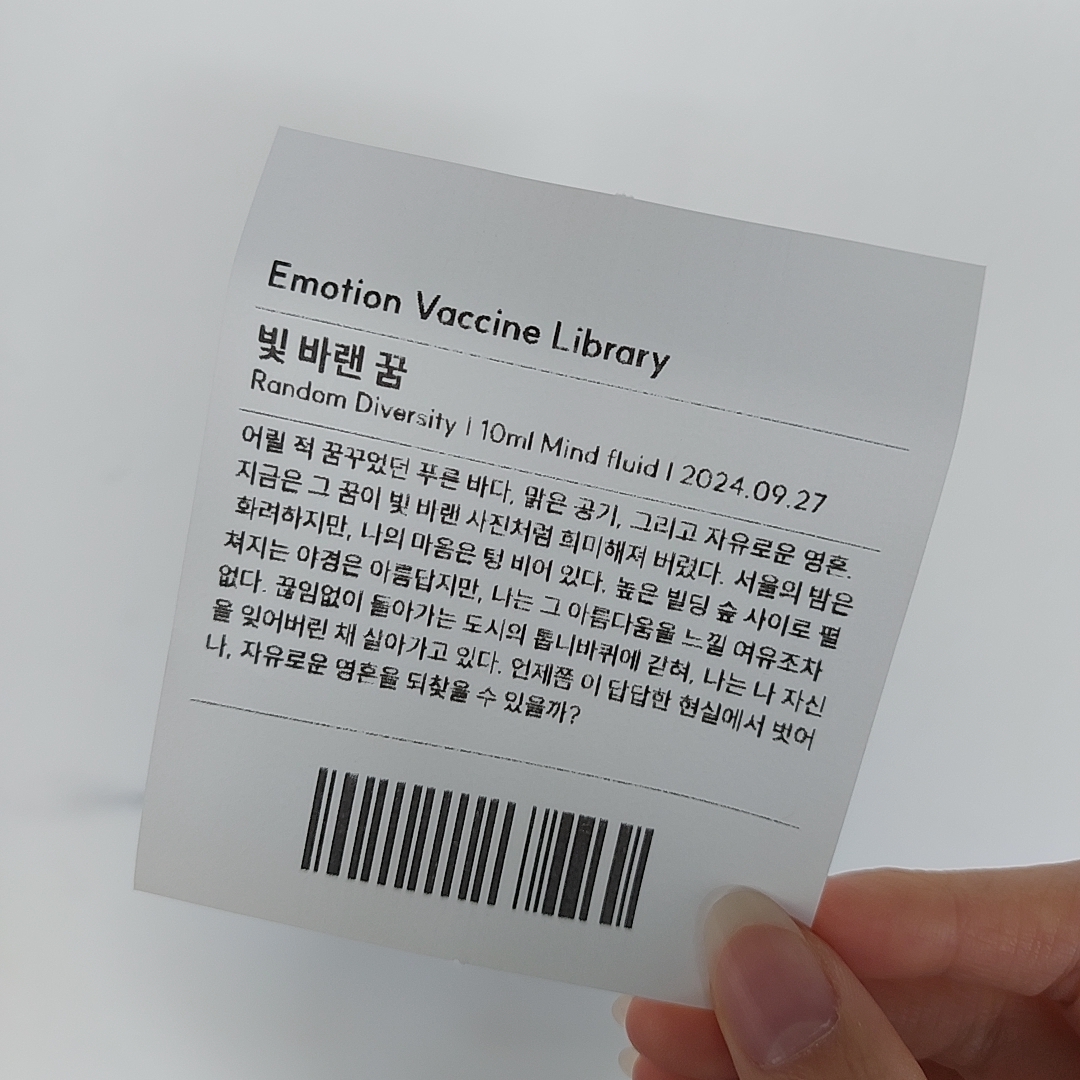 Emotion Vaccine Library
빛 바랜 꿈
Random Diversity | 10ml Mind fluid | 2024.09.27
어릴 적 꿈꾸었던 푸른 바다, 맑은 공기, 그리고 자유로운 영혼.
지금은 그 꿈이 빛 바랜 사진처럼 희미해져 버렸다. 서울의 밤은
화려하지만, 나의 마음은 텅 비어 있다. 높은 빌딩 숲 사이로 펼
쳐지는 야경은 아름답지만, 나는 그 아름다움을 느낄 여유조차
없다. 끊임없이 돌아가는 도시의 톱니바퀴에 갇혀, 나는 나 자신
을 잊어버린 채 살아가고 있다. 언제쯤 이 답답한 현실에서 벗어
나, 자유로운 영혼을 되찾을 수 있을까?